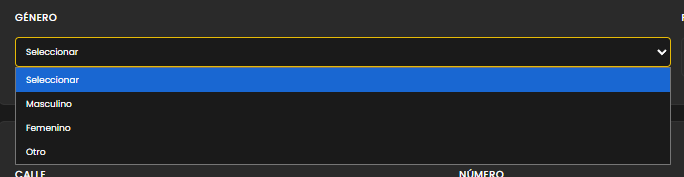 GÉNERO
Seleccionar
Seleccionar
Masculino
Femenino
Otro
CALLE
NÚMERO